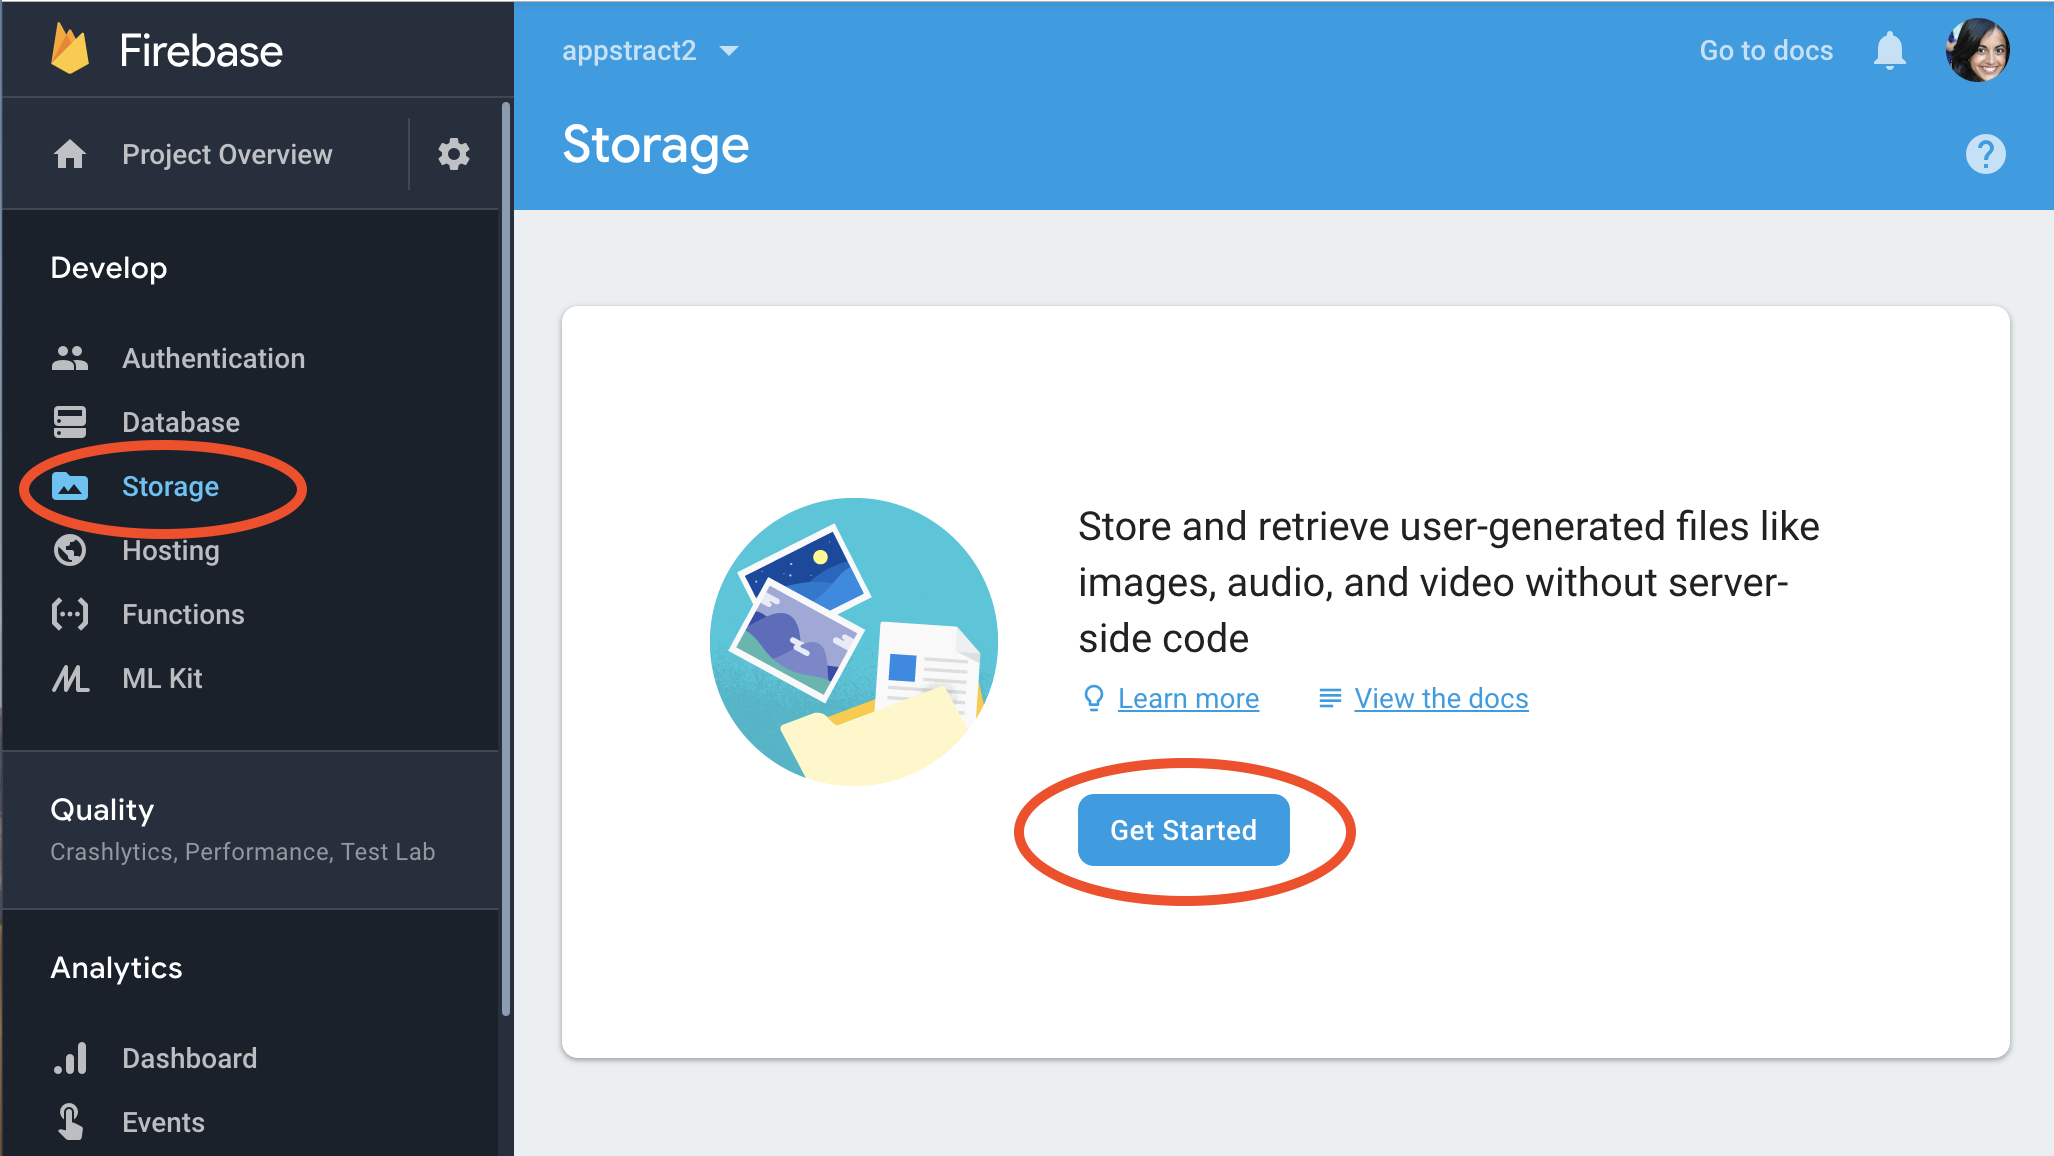 Firebase
Project Overview
Develop
Authentication
Database
Storage
Hosting
Functions
ML Kit
Quality
Crashlytics, Performance, Test Lab
Analytics
Dashboard
Events
appstract2
Go to docs
Storage
?
Store and retrieve user-generated files like
images, audio, and video without server-
side code
Learn more
View the docs
Get Started